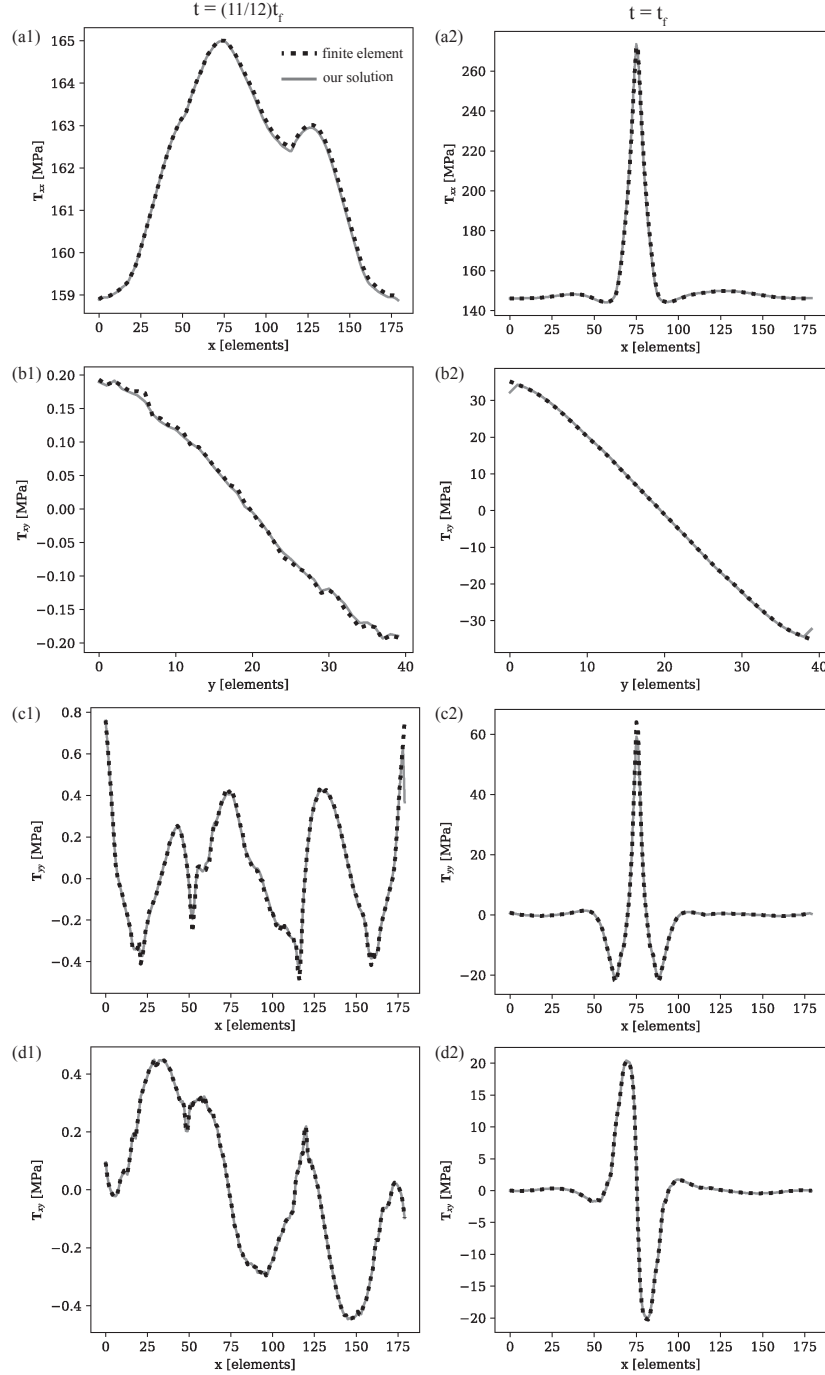 t = (11/12)t_f
t = t_f
(a1)
165
164
163
162
161
160
159
T_xx [MPa]
0 25 50 75 100 125 150 175
x [elements]
finite element
our solution
(a2)
260
240
220
200
180
160
140
T_xx [MPa]
0 25 50 75 100 125 150 175
x [elements]
(b1)
0.20
0.15
0.10
0.05
0.00
−0.05
−0.10
−0.15
−0.20
T_xy [MPa]
0 10 20 30 40
y [elements]
(b2)
30
20
10
0
−10
−20
−30
T_xy [MPa]
0 10 20 30 40
y [elements]
(c1)
0.8
0.6
0.4
0.2
0.0
−0.2
−0.4
T_yy [MPa]
0 25 50 75 100 125 150 175
x [elements]
(c2)
60
40
20
0
−20
T_yy [MPa]
0 25 50 75 100 125 150 175
x [elements]
(d1)
0.4
0.2
0.0
−0.2
−0.4
T_xy [MPa]
0 25 50 75 100 125 150 175
x [elements]
(d2)
20
15
10
5
0
−5
−10
−15
−20
T_xy [MPa]
0 25 50 75 100 125 150 175
x [elements]